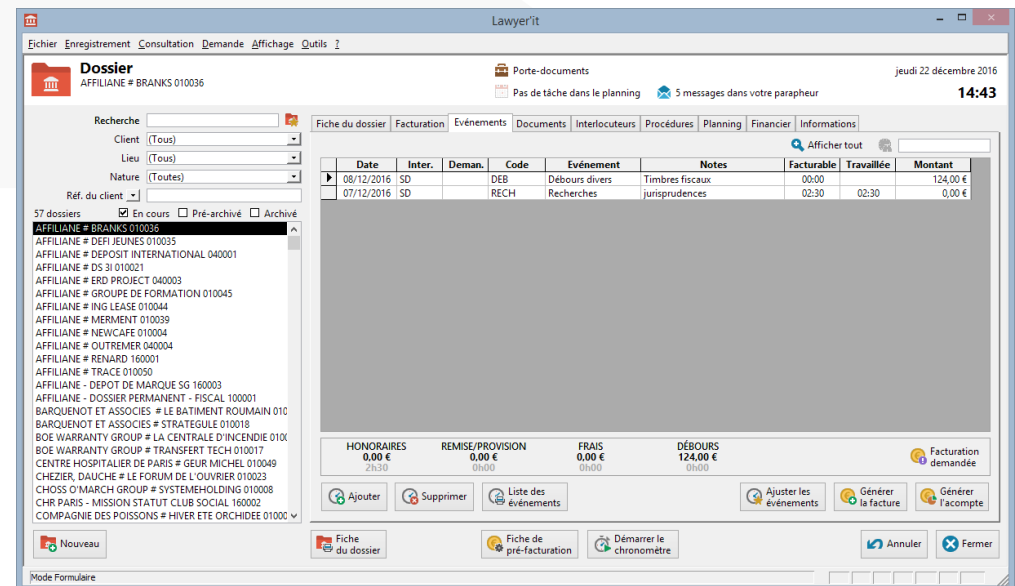 Lawyer'it
Fichier Enregistrement Consultation Demande Affichage Outils ?
Dossier
AFFILIANE # BRANKS 010036
Porte-documents
Pas de tâche dans le planning
5 messages dans votre parapheur
jeudi 22 décembre 2016
14:43
Recherche
Client (Tous)
Lieu (Tous)
Nature (Toutes)
Réf. du client
57 dossiers En cours Pré-archivé Archivé
AFFILIANE # BRANKS 010036
AFFILIANE # DEFI JEUNES 010035
AFFILIANE # DEPOSIT INTERNATIONAL 040001
AFFILIANE # DS 3I 010021
AFFILIANE # ERD PROJECT 040003
AFFILIANE # GROUPE DE FORMATION 010045
AFFILIANE # ING LEASE 010044
AFFILIANE # MERMENT 010039
AFFILIANE # NEWCAFE 010004
AFFILIANE # OUTREMER 040004
AFFILIANE # RENARD 160001
AFFILIANE # TRACE 010050
AFFILIANE - DEPOT DE MARQUE SG 160003
AFFILIANE - DOSSIER PERMANENT - FISCAL 100001
BARQUENOT ET ASSOCIES # LE BATIMENT ROUMAIN 010
BARQUENOT ET ASSOCIES # STRATEGULE 010018
BOE WARRANTY GROUP # LA CENTRALE D'INCENDIE 010
BOE WARRANTY GROUP # TRANSFERT TECH 010017
CENTRE HOSPITALIER DE PARIS # GEUR MICHEL 010049
CHEZIER, DAUCHE # LE FORUM DE L'OUVRIER 010023
CHOSS O'MARCH GROUP # SYSTEMEHOLDING 010008
CHR PARIS - MISSION STATUT CLUB SOCIAL 160002
COMPAGNIE DES POISSONS # HIVER ETE ORCHIDEE 0100
Fiche du dossier Facturation Evénements Documents Interlocuteurs Procédures Planning Financier Informations
Afficher tout
Date Inter. Deman. Code Evénement Notes Facturable Travaillée Montant
08/12/2016 SD DEB Débours divers Timbres fiscaux 00:00 124,00 €
07/12/2016 SD RECH Recherches jurisprudences 02:30 02:30 0,00 €
HONORAIRES REMISE/PROVISION FRAIS DÉBOURS
0,00 € 0,00 € 0,00 € 124,00 €
2h30 0h00 0h00 0h00
Facturation
demandée
Ajouter
Supprimer
Liste des
événements
Ajuster les
événements
Générer
la facture
Générer
l'acompte
Nouveau
Fiche
du dossier
Fiche de
pré-facturation
Démarrer le
chronomètre
Annuler
Fermer
Mode Formulaire